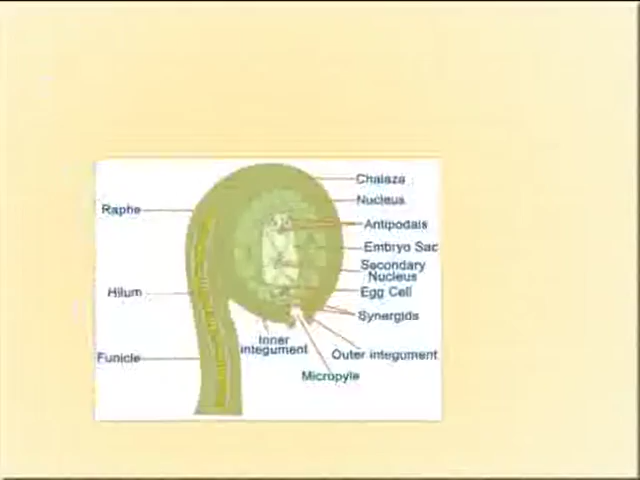 Chalaza
Nucleus
Raphe
Antipodals
Embryo Sac
Secondary
Nucleus
Hilum
Egg Cell
Synergids
Inner
integument
Outer integument
Funicle
Micropyle